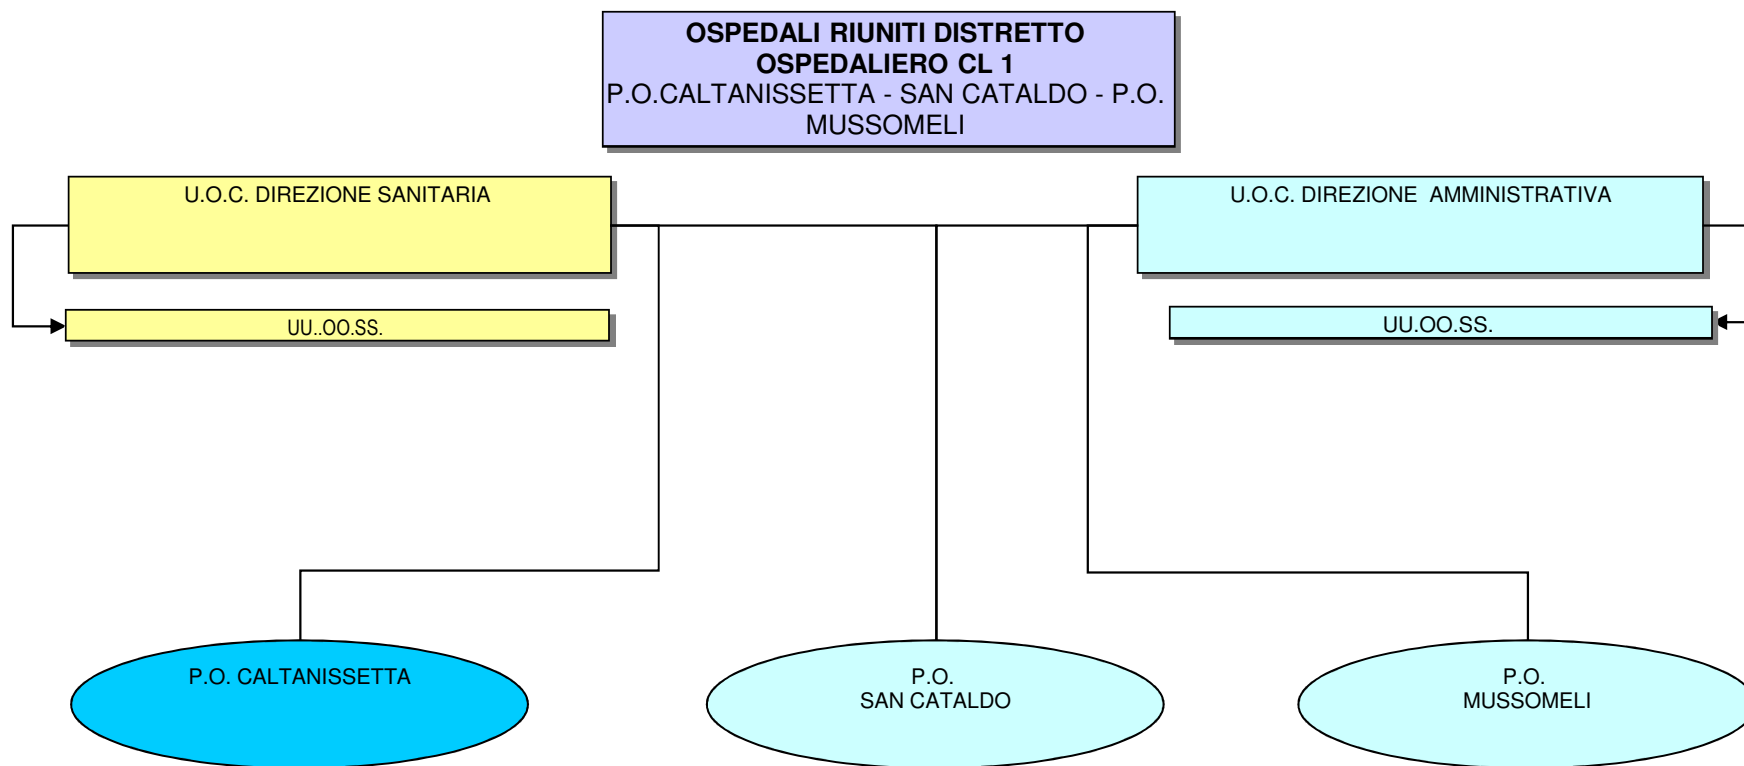 OSPEDALI RIUNITI DISTRETTO
OSPEDALIERO CL 1
P.O.CALTANISSETTA - SAN CATALDO - P.O.
MUSSOMELI
U.O.C. DIREZIONE SANITARIA
U.O.C. DIREZIONE  AMMINISTRATIVA
UU..OO.SS.
UU.OO.SS.
P.O. CALTANISSETTA
P.O.
SAN CATALDO
P.O.
MUSSOMELI